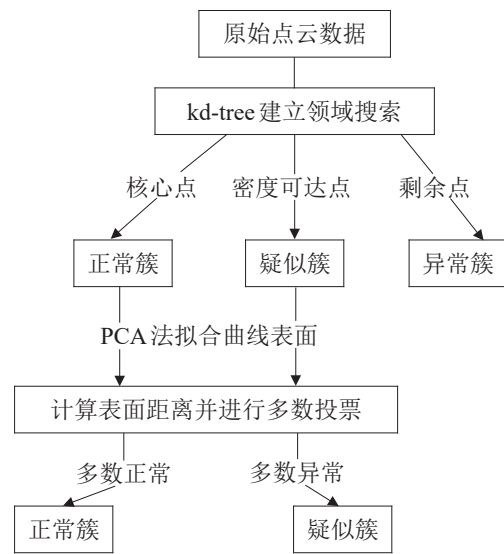 原始点云数据
kd-tree建立领域搜索
核心点 密度可达点 剩余点
正常簇 疑似簇 异常簇
PCA法拟合曲线表面
计算表面距离并进行多数投票
多数正常 多数异常
正常簇 疑似簇